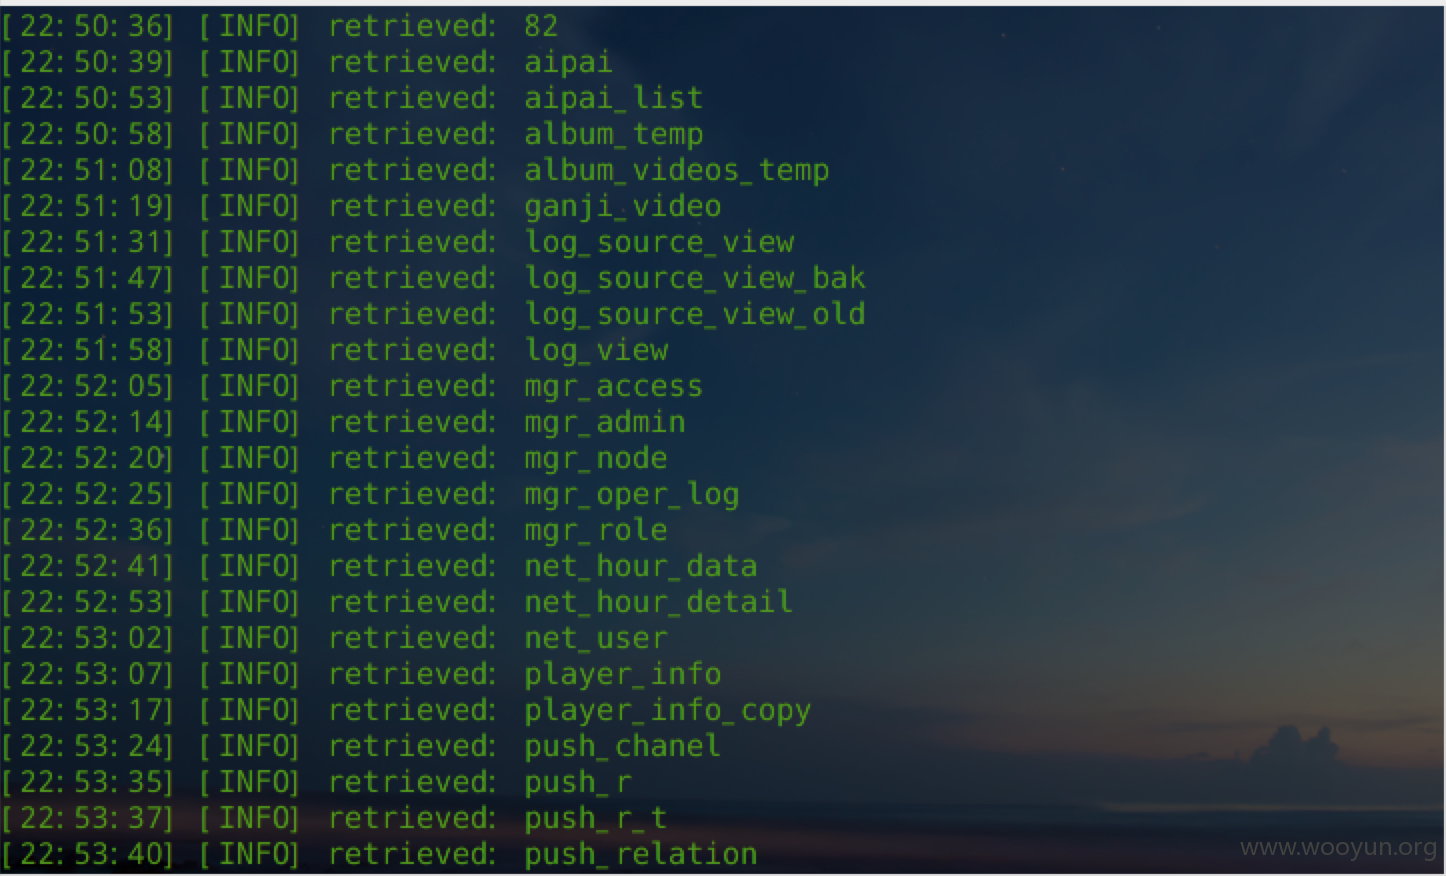 [22:50:36] [INFO] retrieved: 82
[22:50:39] [INFO] retrieved: aipai
[22:50:53] [INFO] retrieved: aipai_list
[22:50:58] [INFO] retrieved: album_temp
[22:51:08] [INFO] retrieved: album_videos_temp
[22:51:19] [INFO] retrieved: ganji_video
[22:51:31] [INFO] retrieved: log_source_view
[22:51:47] [INFO] retrieved: log_source_view_bak
[22:51:53] [INFO] retrieved: log_source_view_old
[22:51:58] [INFO] retrieved: log_view
[22:52:05] [INFO] retrieved: mgr_access
[22:52:14] [INFO] retrieved: mgr_admin
[22:52:20] [INFO] retrieved: mgr_node
[22:52:25] [INFO] retrieved: mgr_oper_log
[22:52:36] [INFO] retrieved: mgr_role
[22:52:41] [INFO] retrieved: net_hour_data
[22:52:53] [INFO] retrieved: net_hour_detail
[22:53:02] [INFO] retrieved: net_user
[22:53:07] [INFO] retrieved: player_info
[22:53:17] [INFO] retrieved: player_info_copy
[22:53:24] [INFO] retrieved: push_chanel
[22:53:35] [INFO] retrieved: push_r
[22:53:37] [INFO] retrieved: push_r_t
[22:53:40] [INFO] retrieved: push_relation
www.wooyun.org